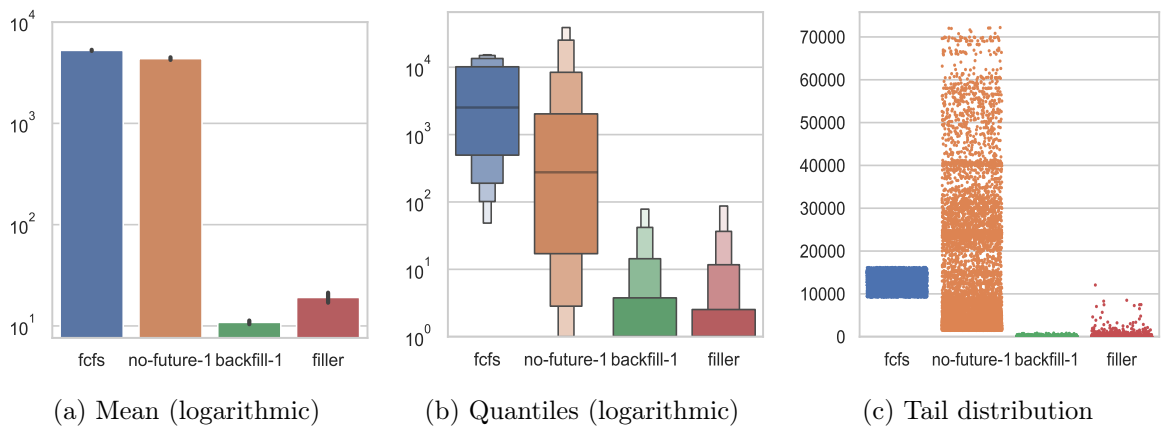 10^4
10^3
10^2
10^1
fcfs no-future-1 backfill-1 filler
(a) Mean (logarithmic)
10^4
10^3
10^2
10^1
10^0
fcfs no-future-1 backfill-1 filler
(b) Quantiles (logarithmic)
70000
60000
50000
40000
30000
20000
10000
0
fcfs no-future-1 backfill-1 filler
(c) Tail distribution